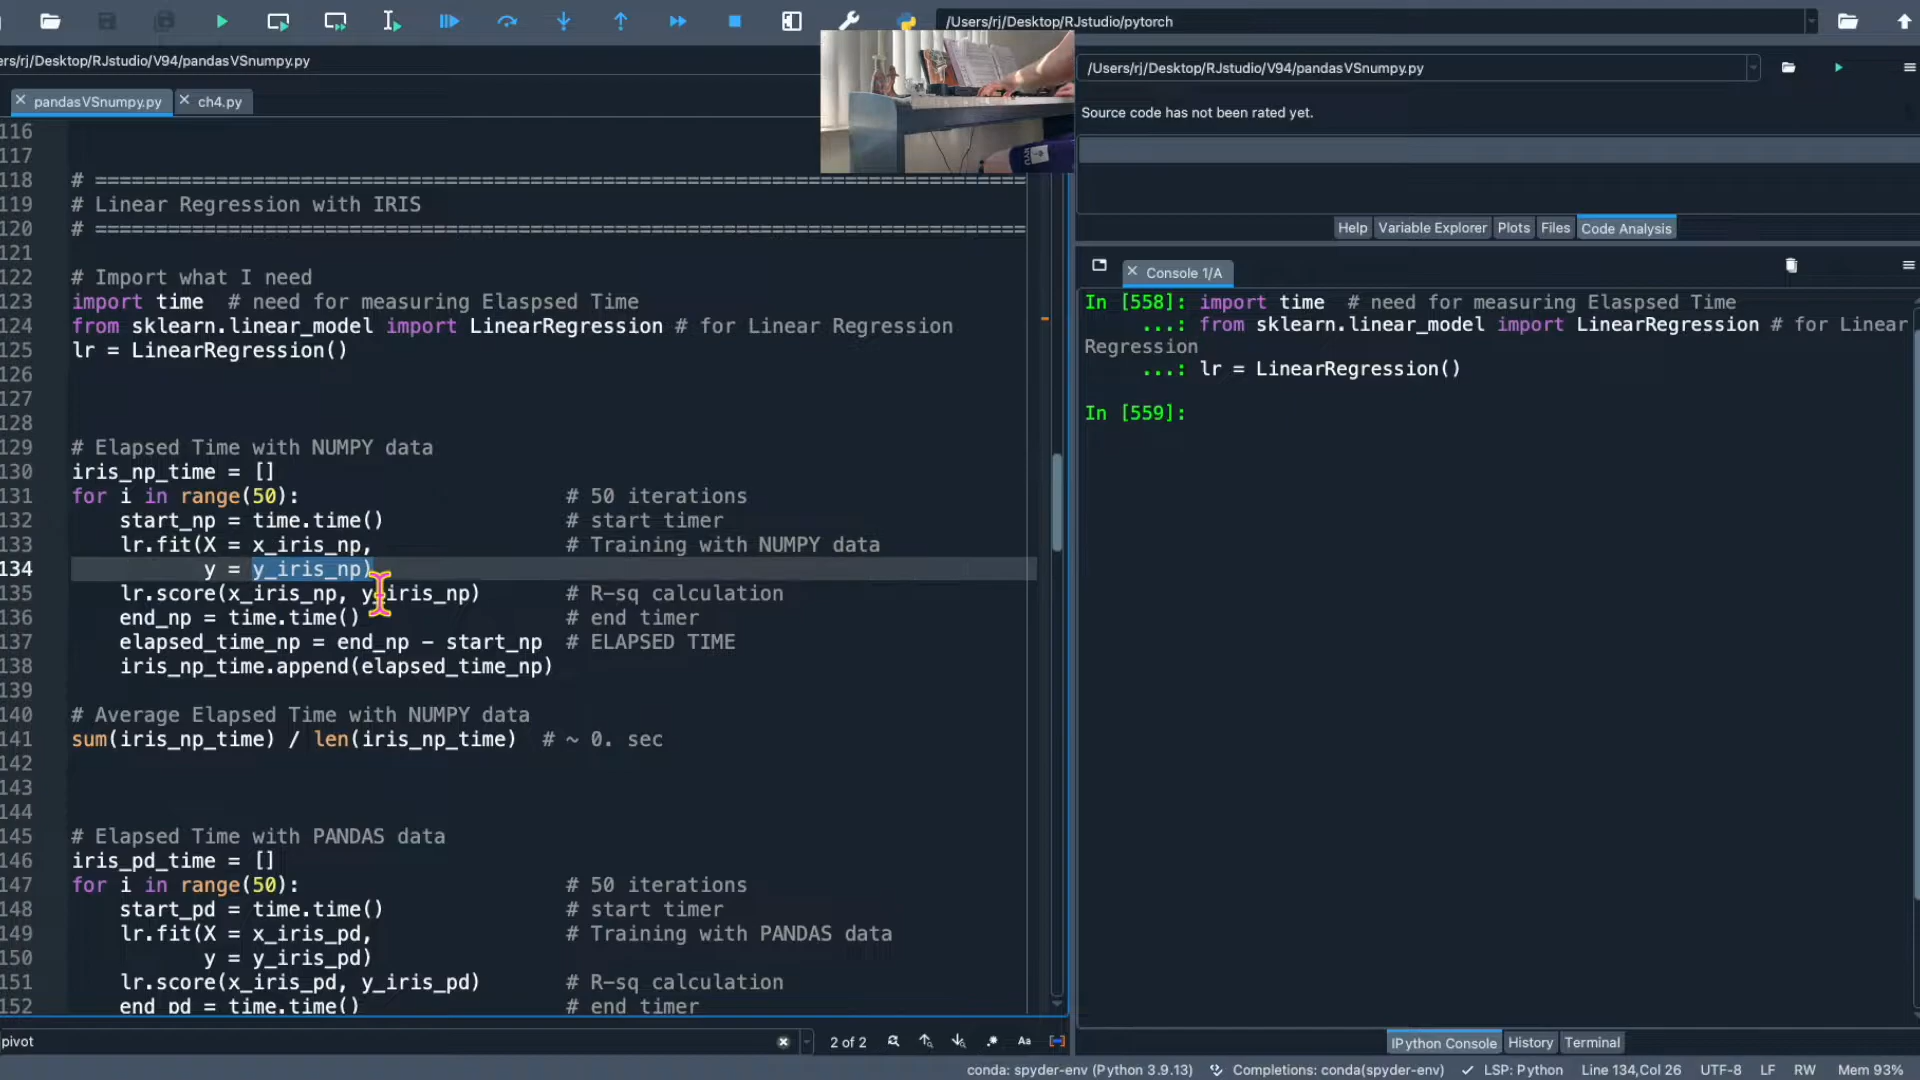 /Users/rj/Desktop/RJstudio/pytorch
ers/rj/Desktop/RJstudio/V94/pandasVSnumpy.py
pandasVSnumpy.py
ch4.py
116
117
118 # ==============================================================================
119 # Linear Regression with IRIS
120 # ==============================================================================
121
122 # Import what I need
123 import time  # need for measuring Elaspsed Time
124 from sklearn.linear_model import LinearRegression # for Linear Regression
125 lr = LinearRegression()
126
127
128
129 # Elapsed Time with NUMPY data
130 iris_np_time = []
131 for i in range(50):                      # 50 iterations
132     start_np = time.time()               # start timer
133     lr.fit(X = x_iris_np,                # Training with NUMPY data
134            y = y_iris_np)
135     lr.score(x_iris_np, y_iris_np)       # R-sq calculation
136     end_np = time.time()                 # end timer
137     elapsed_time_np = end_np - start_np  # ELAPSED TIME
138     iris_np_time.append(elapsed_time_np)
139
140 # Average Elapsed Time with NUMPY data
141 sum(iris_np_time) / len(iris_np_time)  # ~ 0. sec
142
143
144
145 # Elapsed Time with PANDAS data
146 iris_pd_time = []
147 for i in range(50):                      # 50 iterations
148     start_pd = time.time()               # start timer
149     lr.fit(X = x_iris_pd,                # Training with PANDAS data
150            y = y_iris_pd)
151     lr.score(x_iris_pd, y_iris_pd)       # R-sq calculation
152     end_pd = time.time()                 # end timer
pivot
2 of 2
Aa
/Users/rj/Desktop/RJstudio/V94/pandasVSnumpy.py
Source code has not been rated yet.
Help Variable Explorer Plots Files Code Analysis
Console 1/A
In [558]: import time  # need for measuring Elaspsed Time
...: from sklearn.linear_model import LinearRegression # for Linear
Regression
...: lr = LinearRegression()
In [559]:
IPython Console History Terminal
conda: spyder-env (Python 3.9.13) Completions: conda(spyder-env) LSP: Python Line 134,Col 26 UTF-8 LF RW Mem 93%